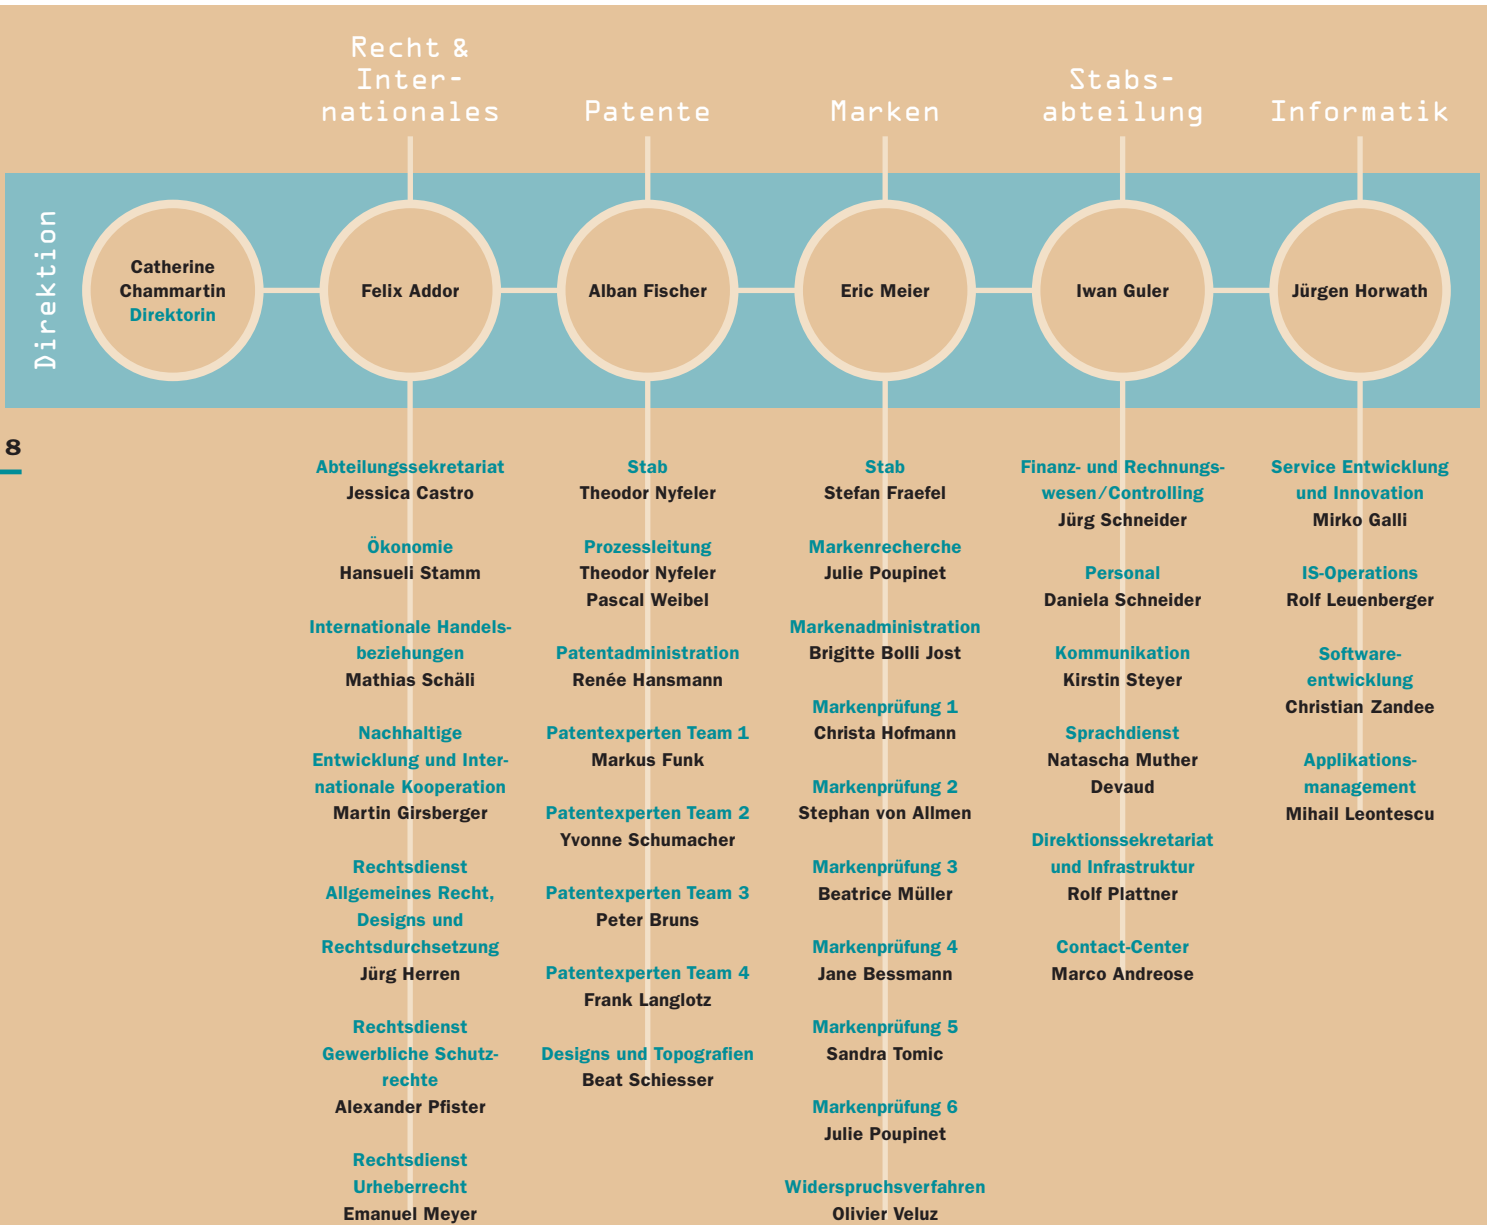 Recht &
Inter-
nationales
Patente
Marken
Stabs-
abteilung
Informatik
Direktion
Catherine
Chammartin
Direktorin
Felix Addor
Alban Fischer
Eric Meier
Iwan Guler
Jürgen Horwath
8
Abteilungssekretariat
Jessica Castro
Ökonomie
Hansueli Stamm
Internationale Handels-
beziehungen
Mathias Schäli
Nachhaltige
Entwicklung und Inter-
nationale Kooperation
Martin Girsberger
Rechtsdienst
Allgemeines Recht,
Designs und
Rechtsdurchsetzung
Jürg Herren
Rechtsdienst
Gewerbliche Schutz-
rechte
Alexander Pfister
Rechtsdienst
Urheberrecht
Emanuel Meyer
Stab
Theodor Nyfeler
Prozessleitung
Theodor Nyfeler
Pascal Weibel
Patentadministration
Renée Hansmann
Patentexperten Team 1
Markus Funk
Patentexperten Team 2
Yvonne Schumacher
Patentexperten Team 3
Peter Bruns
Patentexperten Team 4
Frank Langlotz
Designs und Topografien
Beat Schiesser
Stab
Stefan Fraefel
Markenrecherche
Julie Poupinet
Markenadministration
Brigitte Bolli Jost
Markenprüfung 1
Christa Hofmann
Markenprüfung 2
Stephan von Allmen
Markenprüfung 3
Beatrice Müller
Markenprüfung 4
Jane Bessmann
Markenprüfung 5
Sandra Tomic
Markenprüfung 6
Julie Poupinet
Widerspruchsverfahren
Olivier Veluz
Finanz- und Rechnungs-
wesen/Controlling
Jürg Schneider
Personal
Daniela Schneider
Kommunikation
Kirstin Steyer
Sprachdienst
Natascha Muther
Devaud
Direktionssekretariat
und Infrastruktur
Rolf Plattner
Contact-Center
Marco Andreose
Service Entwicklung
und Innovation
Mirko Galli
IS-Operations
Rolf Leuenberger
Software-
entwicklung
Christian Zandee
Applikations-
management
Mihail Leontescu